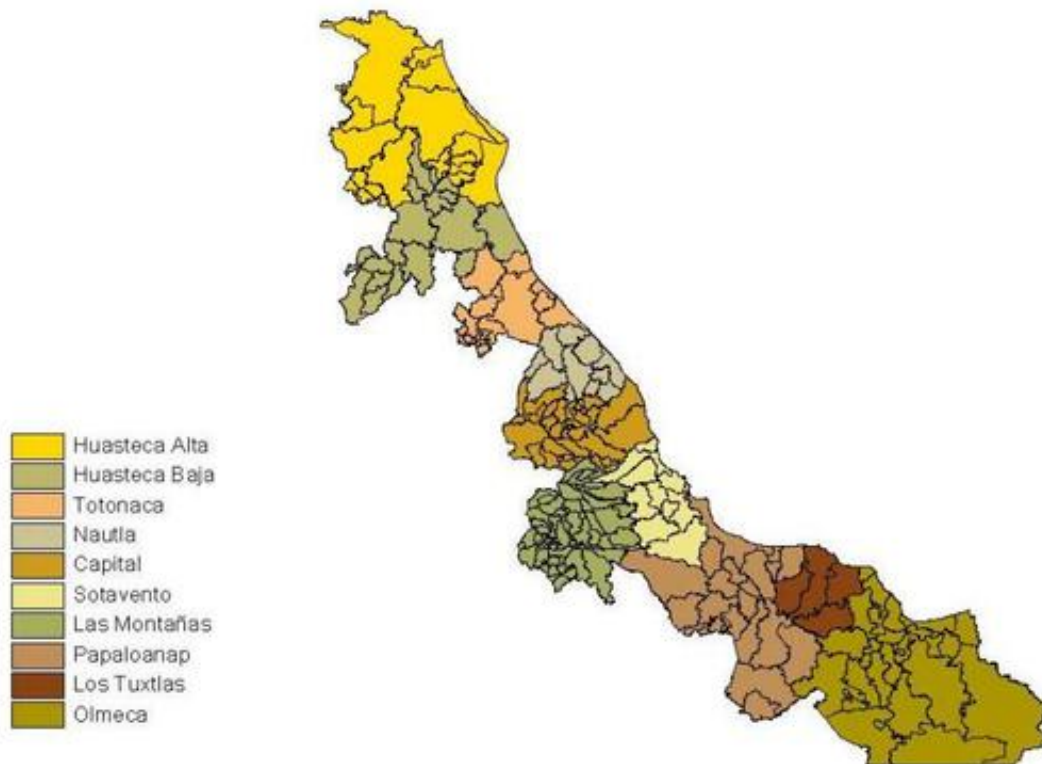 Huasteca Alta
Huasteca Baja
Totonaca
Nautla
Capital
Sotavento
Las Montañas
Papaloanap
Los Tuxtlas
Olmeca